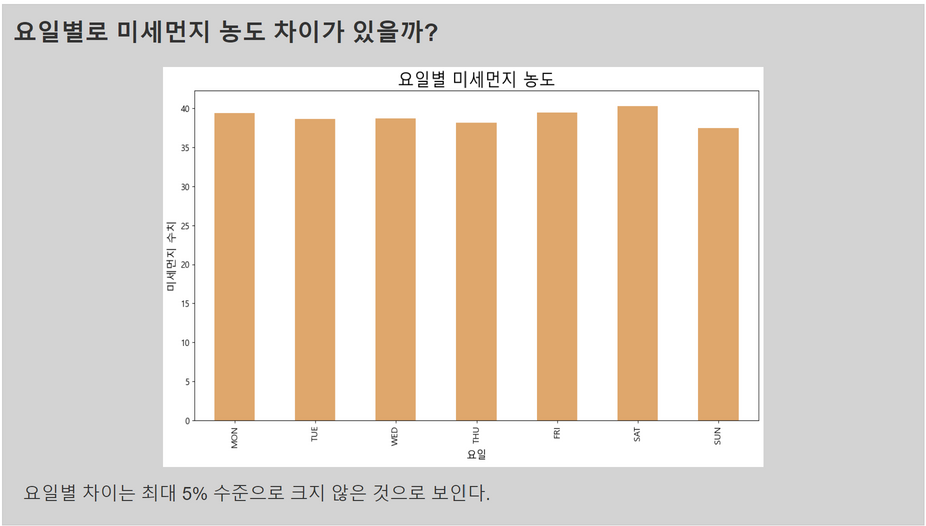 요일별로 미세먼지 농도 차이가 있을까?
요일별 미세먼지 농도
미세먼지 수치
40
35
30
25
20
15
10
5
0
MON
TUE
WED
THU
FRI
SAT
SUN
요일
요일별 차이는 최대 5% 수준으로 크지 않은 것으로 보인다.